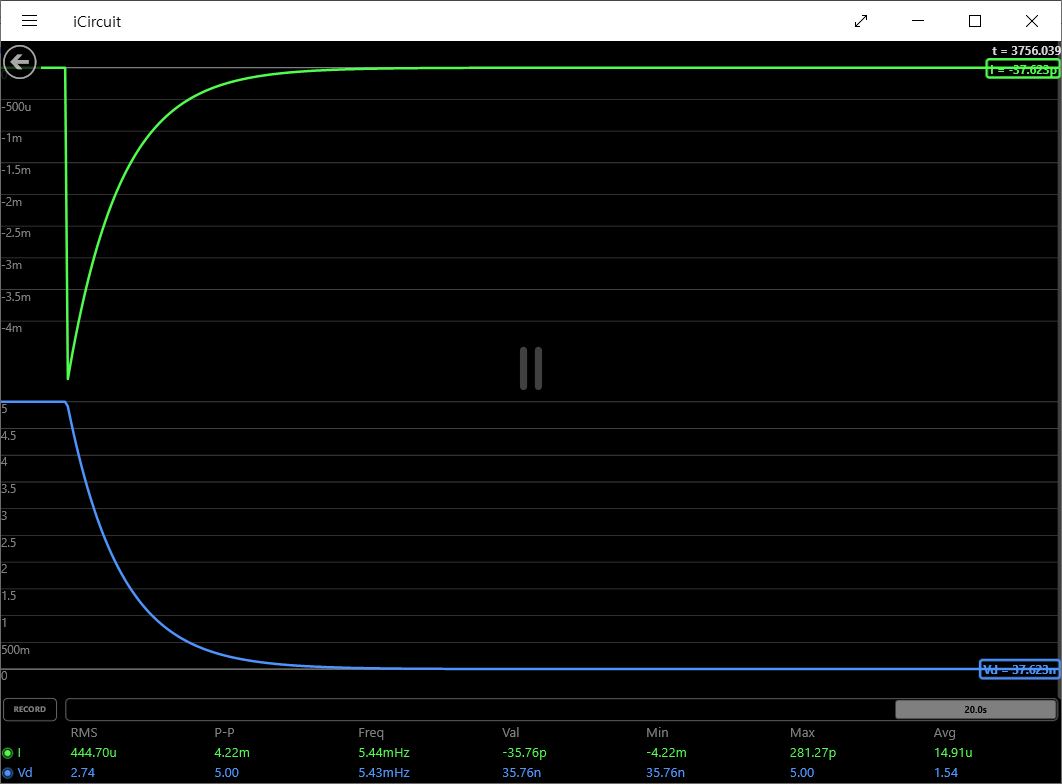 iCircuit
t = 3756.039
I = -37.623p
-500u
-1m
-1.5m
-2m
-2.5m
-3m
-3.5m
-4m
5
4.5
4
3.5
3
2.5
2
1.5
1
500m
0
Vd = 37.623n
RECORD
20.0s
RMS P-P Freq Val Min Max Avg
I 444.70u 4.22m 5.44mHz -35.76p -4.22m 281.27p 14.91u
Vd 2.74 5.00 5.43mHz 35.76n 35.76n 5.00 1.54